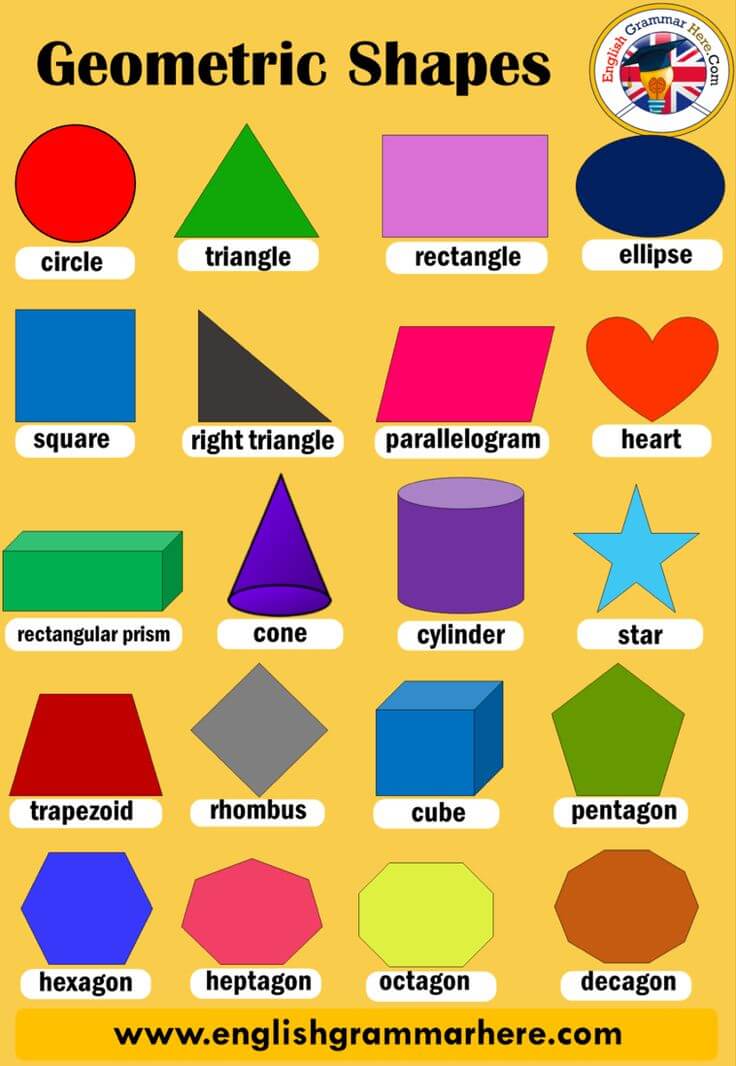 Geometric Shapes
English Grammar Here.Com
circle
triangle
rectangle
ellipse
square
right triangle
parallelogram
heart
rectangular prism
cone
cylinder
star
trapezoid
rhombus
cube
pentagon
hexagon
heptagon
octagon
decagon
www.englishgrammarhere.com